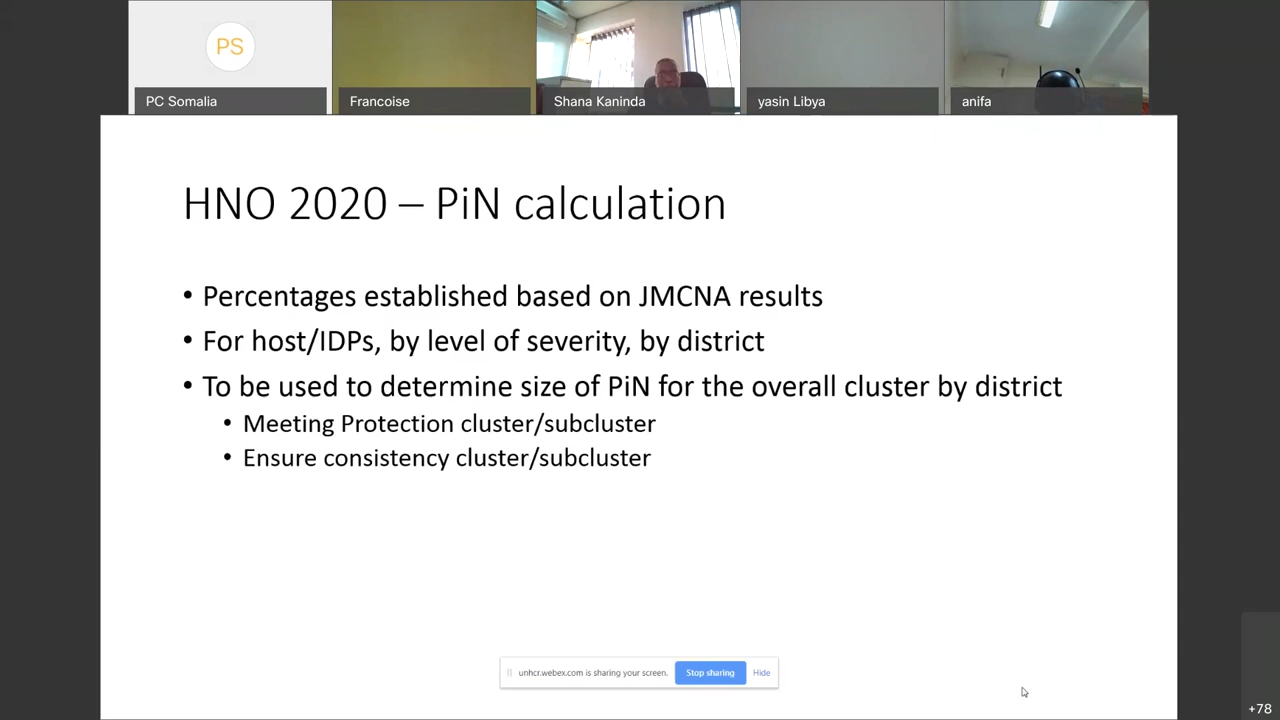 PS
PC Somalia
Francoise
Shana Kaninda
yasin Libya
anifa
HNO 2020 – PiN calculation
• Percentages established based on JMCNA results
• For host/IDPs, by level of severity, by district
• To be used to determine size of PiN for the overall cluster by district
• Meeting Protection cluster/subcluster
• Ensure consistency cluster/subcluster
unhcr.webex.com is sharing your screen.
Stop sharing
Hide
+78